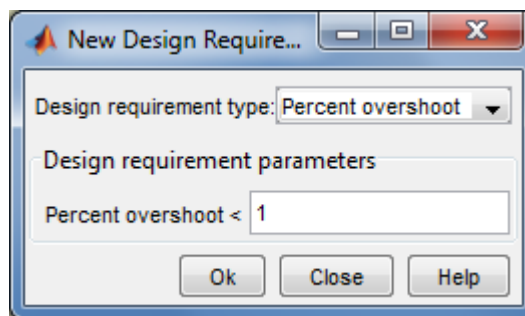 New Design Require...
Design requirement type: Percent overshoot
Design requirement parameters
Percent overshoot < 1
Ok Close Help